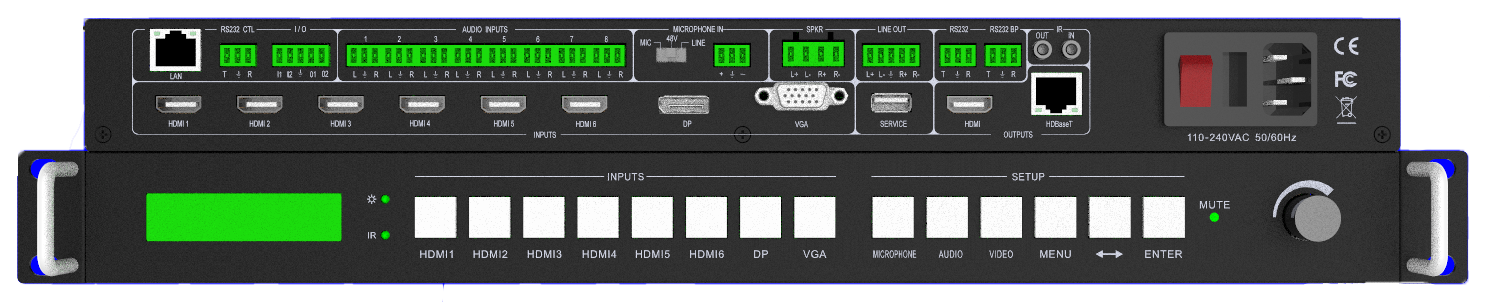 RS232 CTL I/O AUDIO INPUTS MICROPHONE IN SPKR LINE OUT RS232 RS232 BP IR
1 2 3 4 5 6 7 8 MIC 48V LINE OUT IN
LAN T R I1 I2 O1 O2 L R L R L R L R L R L R L R L R + − L+ L- R+ R- L+ L- R+ R- T R T R
HDMI 1 HDMI 2 HDMI 3 HDMI 4 HDMI 5 HDMI 6 DP VGA SERVICE HDMI HDBaseT
INPUTS OUTPUTS
CE
FC
110-240VAC 50/60Hz
INPUTS SETUP
IR
MUTE
HDMI1 HDMI2 HDMI3 HDMI4 HDMI5 HDMI6 DP VGA MICROPHONE AUDIO VIDEO MENU ENTER